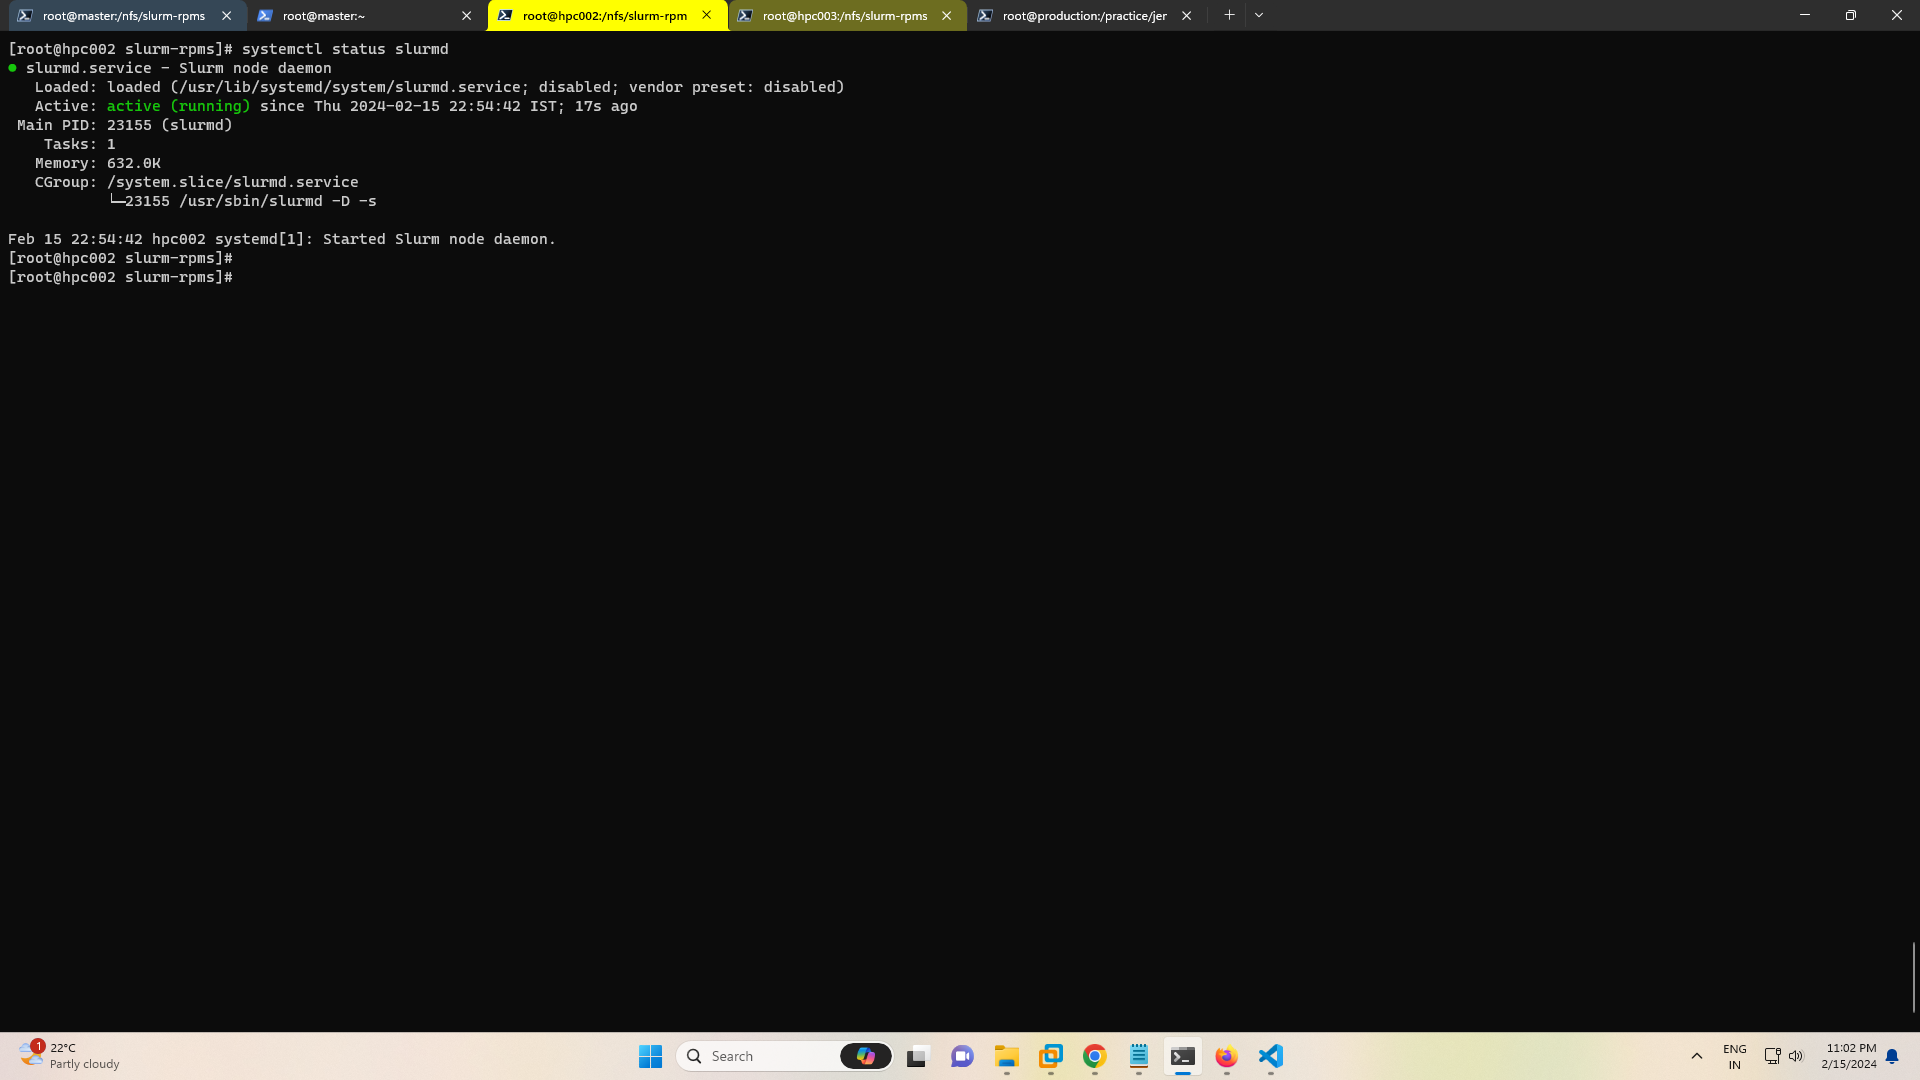 root@master:/nfs/slurm-rpms
root@master:~
root@hpc002:/nfs/slurm-rpm
root@hpc003:/nfs/slurm-rpms
root@production:/practice/jer
[root@hpc002 slurm-rpms]# systemctl status slurmd
● slurmd.service - Slurm node daemon
Loaded: loaded (/usr/lib/systemd/system/slurmd.service; disabled; vendor preset: disabled)
Active: active (running) since Thu 2024-02-15 22:54:42 IST; 17s ago
Main PID: 23155 (slurmd)
Tasks: 1
Memory: 632.0K
CGroup: /system.slice/slurmd.service
└─23155 /usr/sbin/slurmd -D -s
Feb 15 22:54:42 hpc002 systemd[1]: Started Slurm node daemon.
[root@hpc002 slurm-rpms]#
[root@hpc002 slurm-rpms]#
1
22°C
Partly cloudy
Search
ENG
IN
11:02 PM
2/15/2024